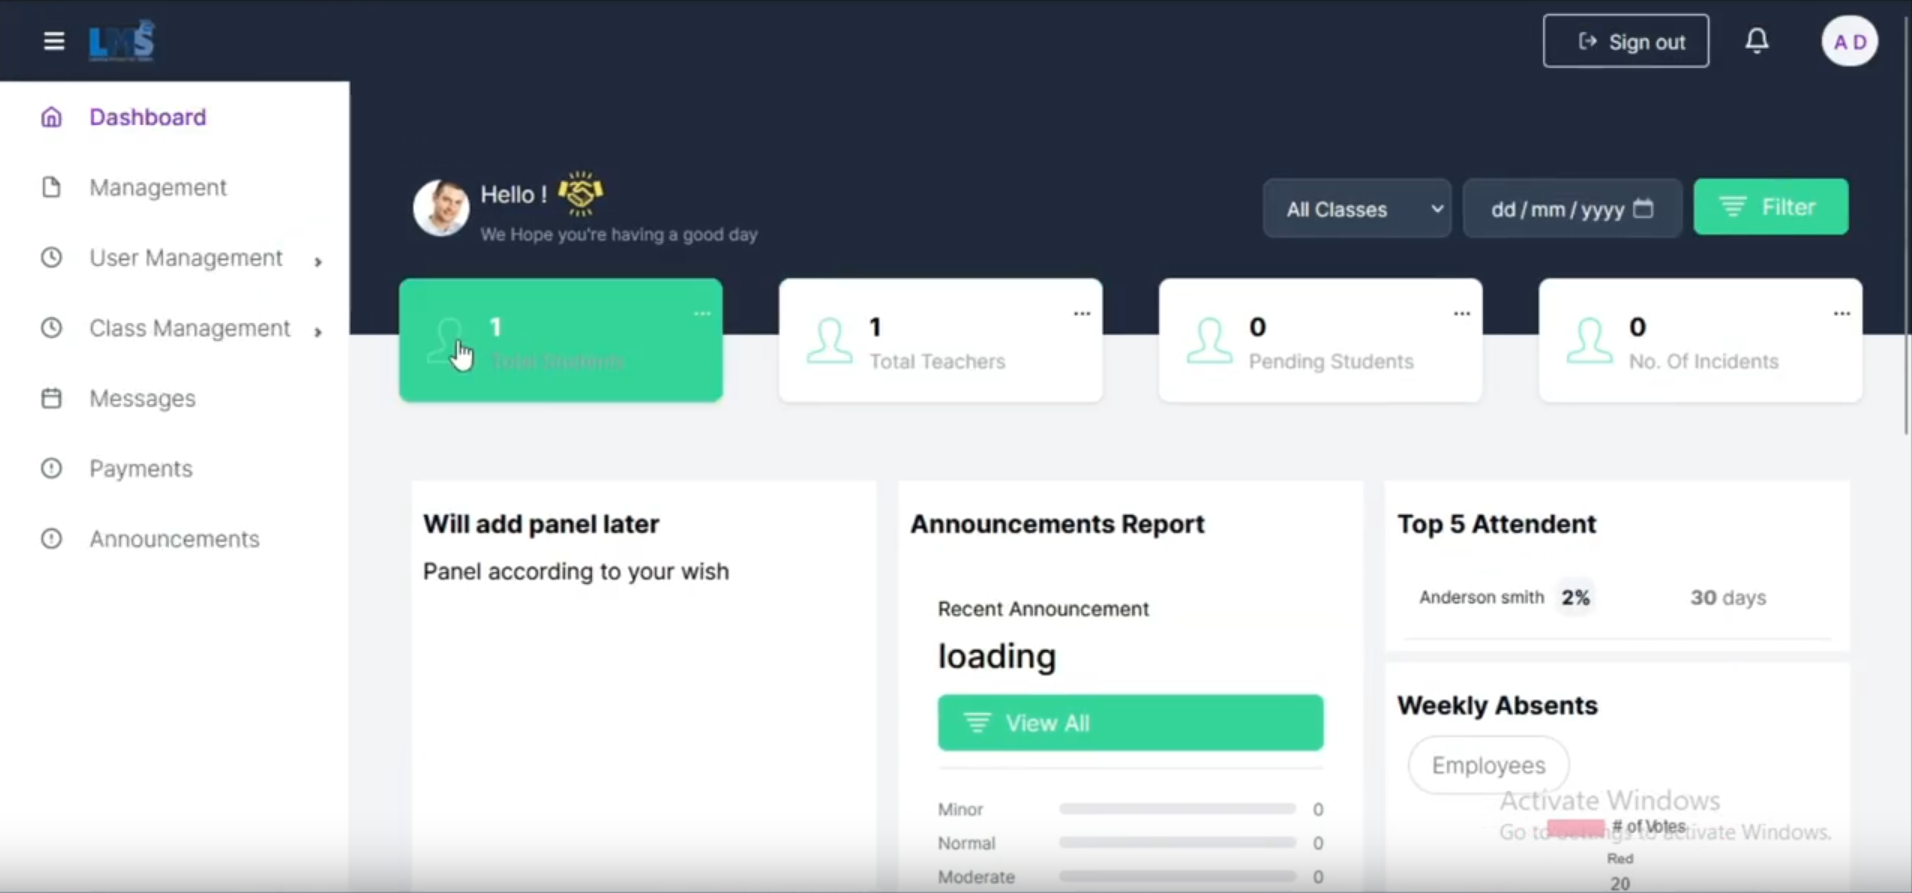 LMS
Sign out
A D
Dashboard
Management
User Management
Class Management
Messages
Payments
Announcements
Hello !
We Hope you're having a good day
All Classes
dd / mm / yyyy
Filter
1
Total Students
1
Total Teachers
0
Pending Students
0
No. Of Incidents
Will add panel later
Panel according to your wish
Announcements Report
Recent Announcement
loading
View All
Minor 0
Normal 0
Moderate 0
Top 5 Attendent
Anderson smith 2% 30 days
Weekly Absents
Employees
Activate Windows
Go to Settings to activate Windows.
# of Votes
Red
20